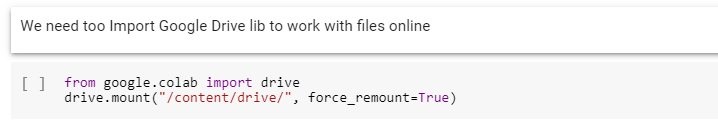 We need too Import Google Drive lib to work with files online
[ ] from google.colab import drive
drive.mount("/content/drive/", force_remount=True)